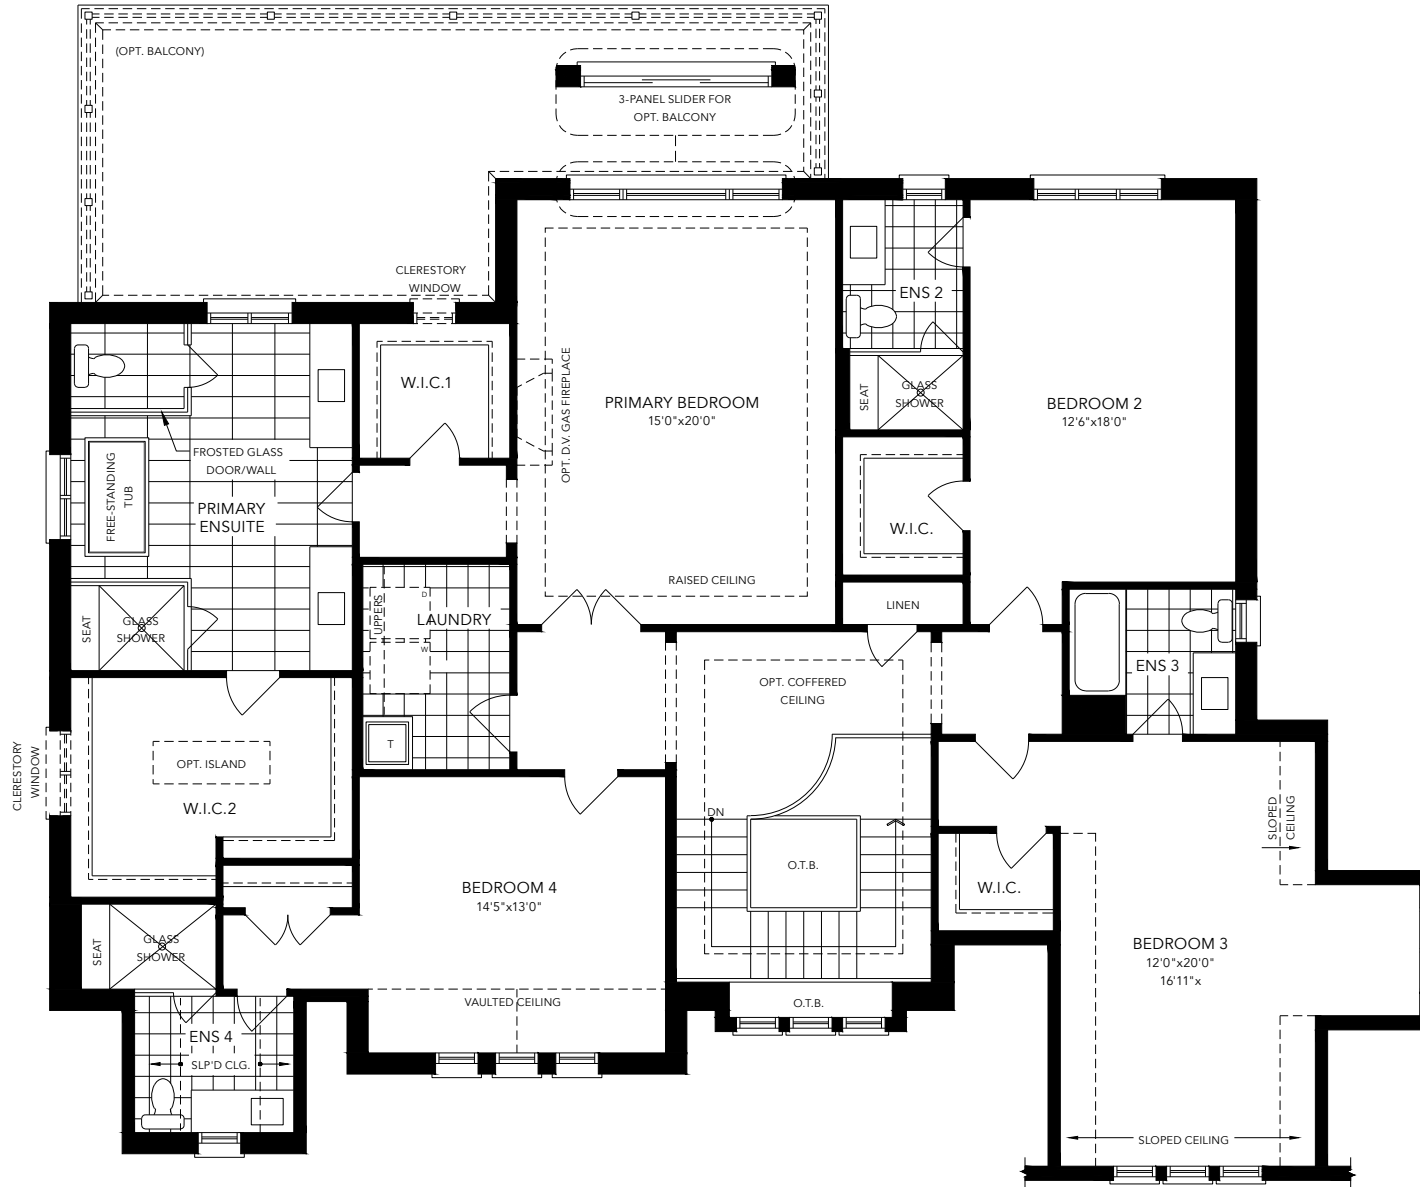 (OPT. BALCONY)
3-PANEL SLIDER FOR
OPT. BALCONY
CLERESTORY
WINDOW
W.I.C.1
OPT. D.V. GAS FIREPLACE
PRIMARY BEDROOM
15'0"x20'0"
RAISED CEILING
ENS 2
SEAT
GLASS
SHOWER
BEDROOM 2
12'6"x18'0"
W.I.C.
LINEN
FROSTED GLASS
DOOR/WALL
FREE-STANDING
TUB
PRIMARY
ENSUITE
SEAT
GLASS
SHOWER
UPPERS
D
LAUNDRY
W
T
OPT. COFFERED
CEILING
ENS 3
CLERESTORY
WINDOW
OPT. ISLAND
W.I.C.2
DN
O.T.B.
SLOPED
CEILING
W.I.C.
BEDROOM 4
14'5"x13'0"
SEAT
GLASS
SHOWER
BEDROOM 3
12'0"x20'0"
16'11"x
VAULTED CEILING
O.T.B.
ENS 4
SLP'D CLG.
SLOPED CEILING